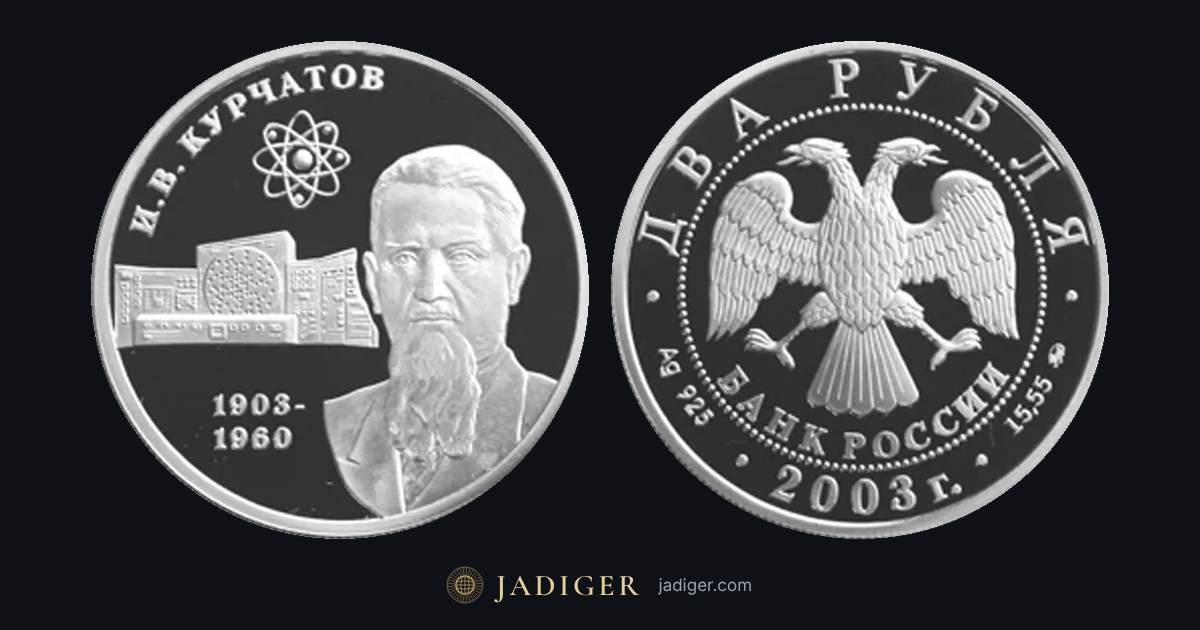 И.В. КУРЧАТОВ
1903-
1960
ДВА РУБЛЯ
БАНК РОССИИ
Ag 925
15,55
2003 г.
JADIGER
jadiger.com